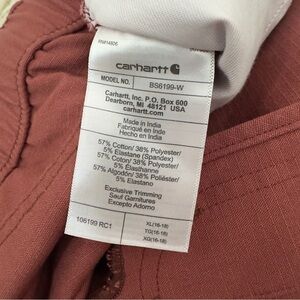 RN#14806
carhartt
MODEL NO. BS6199-W
Carhartt, Inc. P.O. Box 600
Dearborn, MI 48121 USA
carhartt.com
Made in India
Fabriqué en Inde
Hecho en India
57% Cotton/ 38% Polyester/
5% Elastane (Spandex)
57% Coton/ 38% Polyester/
5% Élasthanne
57% Algodón/ 38% Poliéster/
5% Elastano
Exclusive Trimming
Sauf Garnitures
Excepto Adorno
106199 RC1
XL(16-18)
TG(16-18)
XG(16-18)